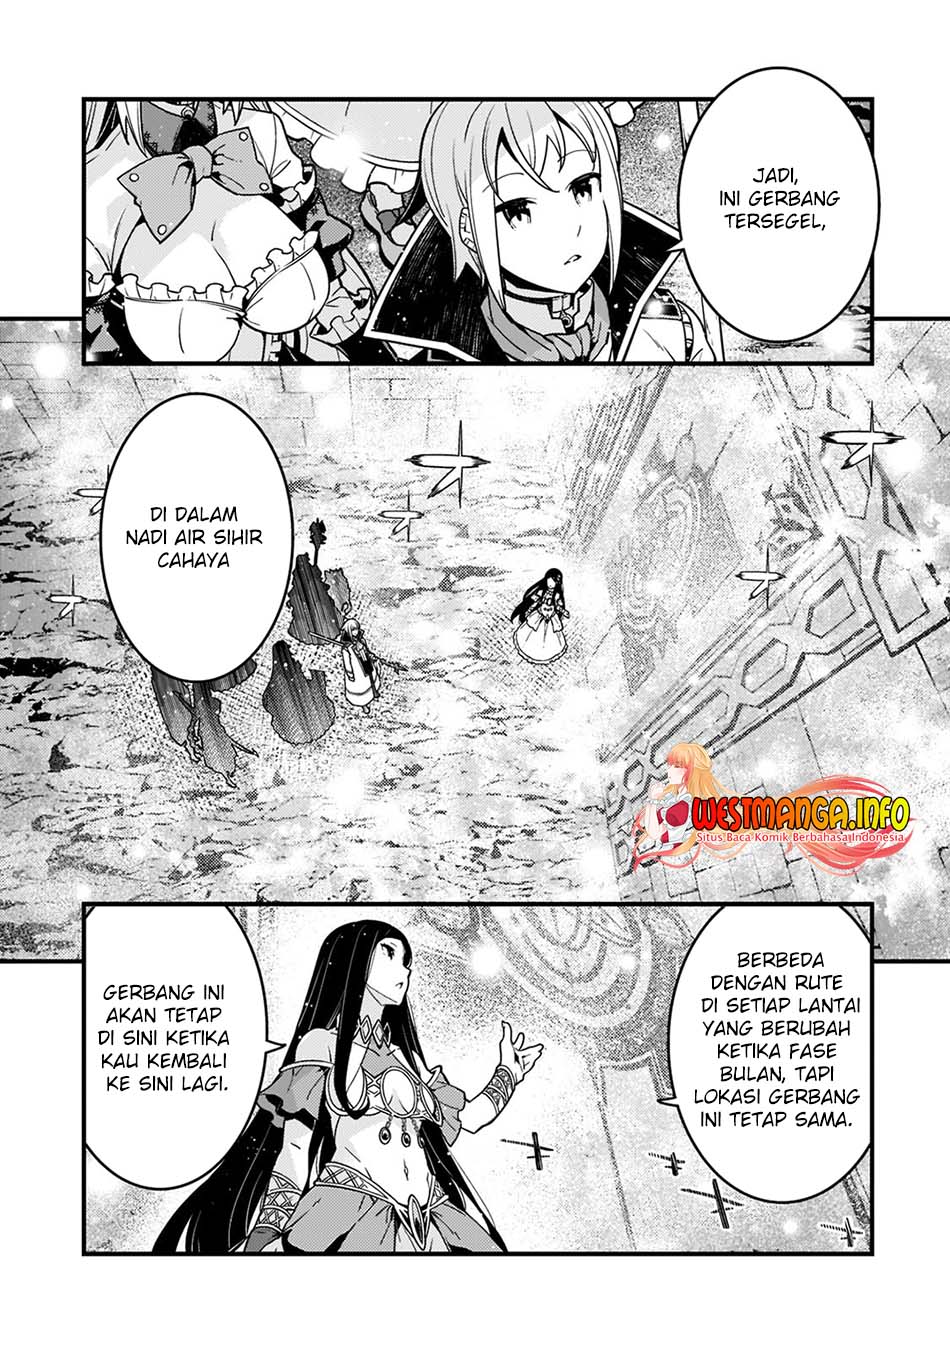 JADI,
INI GERBANG
TERSEGEL,
DI DALAM
NADI AIR SIHIR
CAHAYA
WESTMANGA.INFO
Situs Baca Komik Berbahasa Indonesia
BERBEDA
DENGAN RUTE
DI SETIAP LANTAI
YANG BERUBAH
KETIKA FASE
BULAN, TAPI
LOKASI GERBANG
INI TETAP SAMA.
GERBANG INI
AKAN TETAP
DI SINI KETIKA
KAU KEMBALI
KE SINI LAGI.